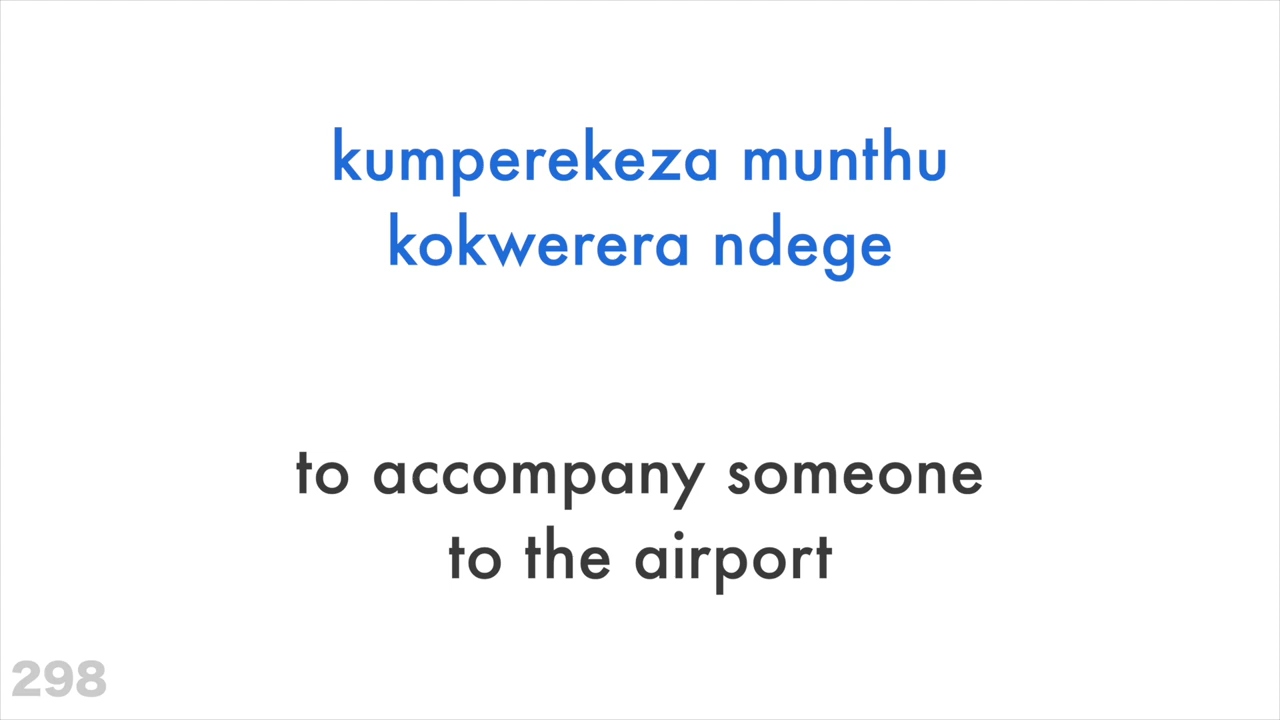 kumperekeza munthu
kokwerera ndege
to accompany someone
to the airport
298